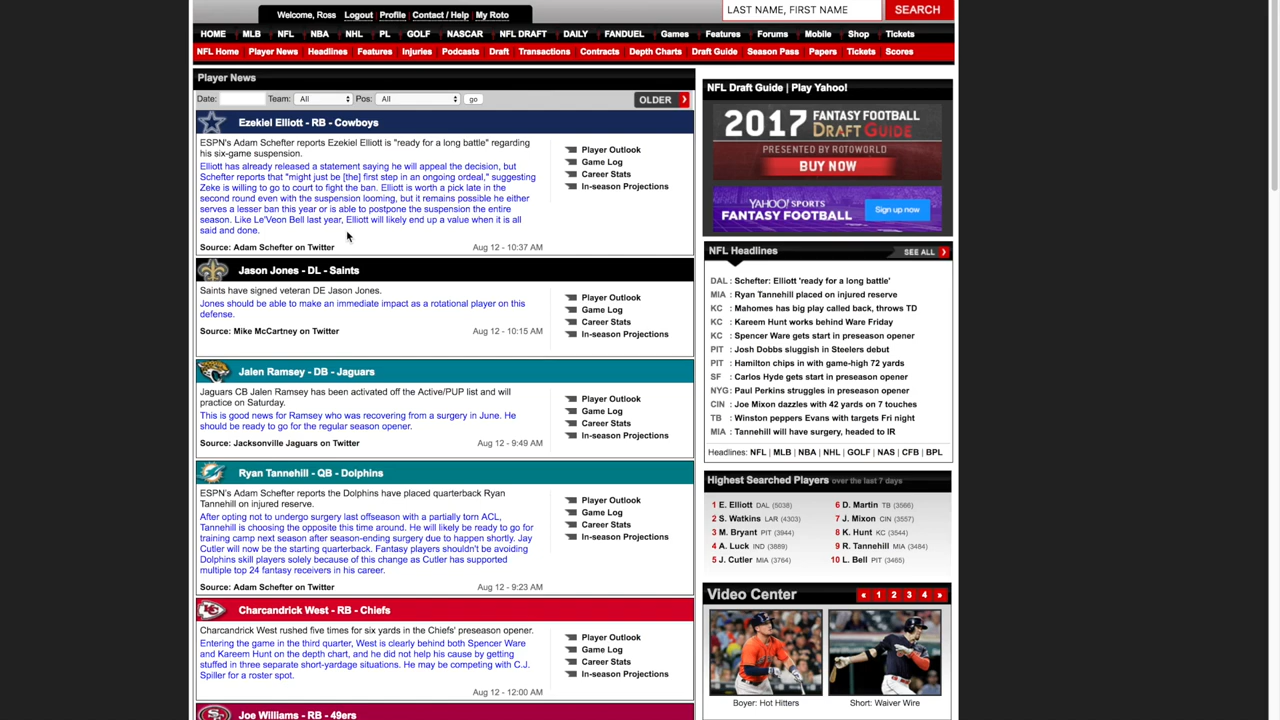 Welcome, Ross Logout Profile Contact / Help My Roto
LAST NAME, FIRST NAME SEARCH
HOME MLB NFL NBA NHL PL GOLF NASCAR NFL DRAFT DAILY FANDUEL Games Features Forums Mobile Shop Tickets
NFL Home Player News Headlines Features Injuries Podcasts Draft Transactions Contracts Depth Charts Draft Guide Season Pass Papers Tickets Scores
Player News
Date: Team: All Pos: All go OLDER
Ezekiel Elliott - RB - Cowboys
ESPN's Adam Schefter reports Ezekiel Elliott is "ready for a long battle" regarding
his six-game suspension.
Elliott has already released a statement saying he will appeal the decision, but
Schefter reports that "might just be [the] first step in an ongoing ordeal," suggesting
Zeke is willing to go to court to fight the ban. Elliott is worth a pick late in the
second round even with the suspension looming, but it remains possible he either
serves a lesser ban this year or is able to postpone the suspension the entire
season. Like Le'Veon Bell last year, Elliott will likely end up a value when it is all
said and done.
Source: Adam Schefter on Twitter Aug 12 - 10:37 AM
Player Outlook
Game Log
Career Stats
In-season Projections
Jason Jones - DL - Saints
Saints have signed veteran DE Jason Jones.
Jones should be able to make an immediate impact as a rotational player on this
defense.
Source: Mike McCartney on Twitter Aug 12 - 10:15 AM
Player Outlook
Game Log
Career Stats
In-season Projections
Jalen Ramsey - DB - Jaguars
Jaguars CB Jalen Ramsey has been activated off the Active/PUP list and will
practice on Saturday.
This is good news for Ramsey who was recovering from a surgery in June. He
should be ready to go for the regular season opener.
Source: Jacksonville Jaguars on Twitter Aug 12 - 9:49 AM
Player Outlook
Game Log
Career Stats
In-season Projections
Ryan Tannehill - QB - Dolphins
ESPN's Adam Schefter reports the Dolphins have placed quarterback Ryan
Tannehill on injured reserve.
After opting not to undergo surgery last offseason with a partially torn ACL,
Tannehill is choosing the opposite this time around. He will likely be ready to go for
training camp next season after season-ending surgery due to happen shortly. Jay
Cutler will now be the starting quarterback. Fantasy players shouldn't be avoiding
Dolphins skill players solely because of this change as Cutler has supported
multiple top 24 fantasy receivers in his career.
Source: Adam Schefter on Twitter Aug 12 - 9:23 AM
Player Outlook
Game Log
Career Stats
In-season Projections
Charcandrick West - RB - Chiefs
Charcandrick West rushed five times for six yards in the Chiefs' preseason opener.
Entering the game in the third quarter, West is clearly behind both Spencer Ware
and Kareem Hunt on the depth chart, and he did not help his cause by getting
stuffed in three separate short-yardage situations. He may be competing with C.J.
Spiller for a roster spot.
Aug 12 - 12:00 AM
Player Outlook
Game Log
Career Stats
In-season Projections
Joe Williams - RB - 49ers
NFL Draft Guide | Play Yahoo!
2017 FANTASY FOOTBALL
DRAFT GUIDE
PRESENTED BY ROTOWORLD
BUY NOW
YAHOO! SPORTS
FANTASY FOOTBALL Sign up now
NFL Headlines SEE ALL
DAL : Schefter: Elliott 'ready for a long battle'
MIA : Ryan Tannehill placed on injured reserve
KC : Mahomes has big play called back, throws TD
KC : Kareem Hunt works behind Ware Friday
KC : Spencer Ware gets start in preseason opener
PIT : Josh Dobbs sluggish in Steelers debut
PIT : Hamilton chips in with game-high 72 yards
SF : Carlos Hyde gets start in preseason opener
NYG : Paul Perkins struggles in preseason opener
CIN : Joe Mixon dazzles with 42 yards on 7 touches
TB : Winston peppers Evans with targets Fri night
MIA : Tannehill will have surgery, headed to IR
Headlines: NFL | MLB | NBA | NHL | GOLF | NAS | CFB | BPL
Highest Searched Players over the last 7 days
1 E. Elliott DAL (5038) 6 D. Martin TB (3566)
2 S. Watkins LAR (4303) 7 J. Mixon CIN (3557)
3 M. Bryant PIT (3944) 8 K. Hunt KC (3544)
4 A. Luck IND (3889) 9 R. Tannehill MIA (3484)
5 J. Cutler MIA (3764) 10 L. Bell PIT (3465)
Video Center « 1 2 3 4 »
Boyer: Hot Hitters Short: Waiver Wire